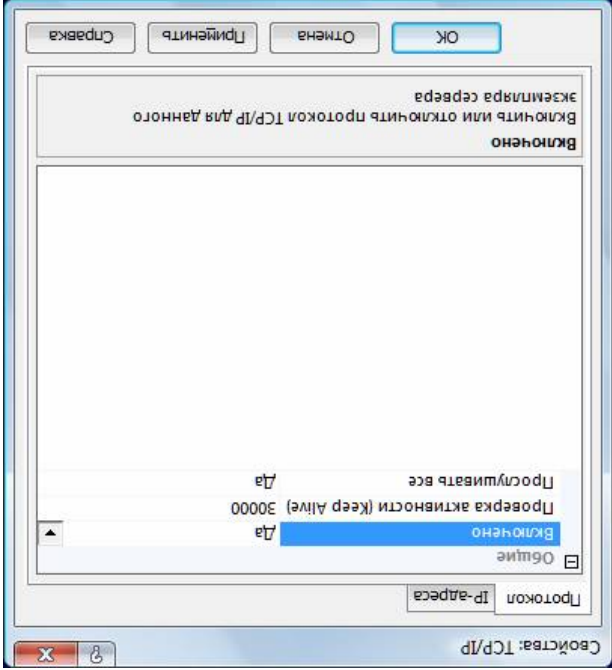 Свойства: TCP/IP
Протокол IP-адреса
Общие
Включено Да
Проверка активности (Keep Alive) 30000
Прослушивать все Да
Включено
Включить или отключить протокол TCP/IP для данного
экземпляра сервера
ОК Отмена Применить Справка